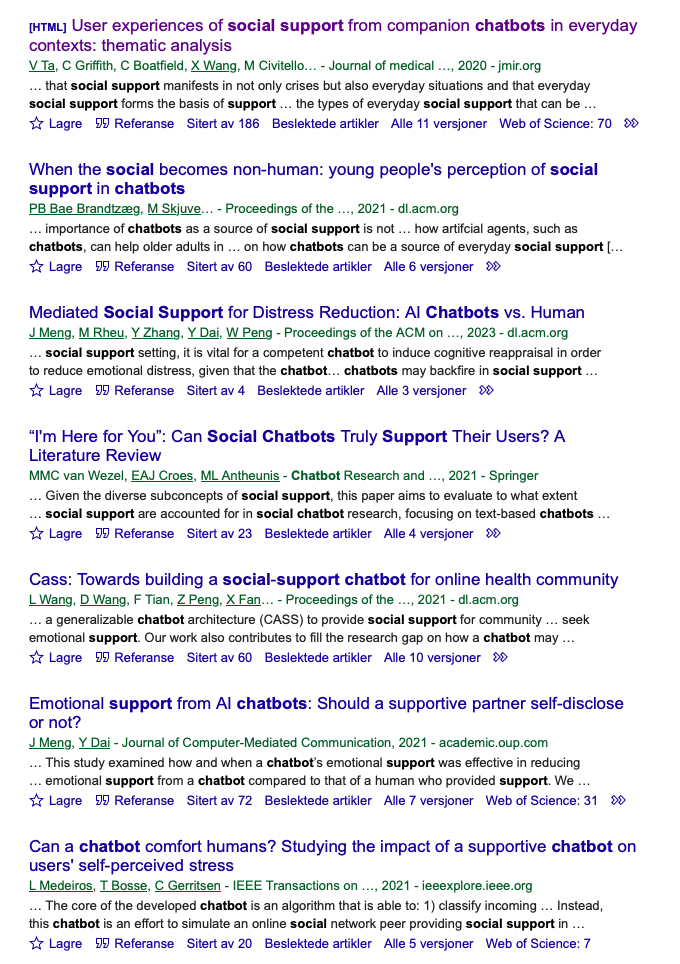 [HTML] User experiences of social support from companion chatbots in everyday
contexts: thematic analysis
V Ta, C Griffith, C Boatfield, X Wang, M Civitello… - Journal of medical …, 2020 - jmir.org
… that social support manifests in not only crises but also everyday situations and that everyday
social support forms the basis of support … the types of everyday social support that can be …
Lagre Referanse Sitert av 186 Beslektede artikler Alle 11 versjoner Web of Science: 70
When the social becomes non-human: young people's perception of social
support in chatbots
PB Bae Brandtzæg, M Skjuve… - Proceedings of the …, 2021 - dl.acm.org
… importance of chatbots as a source of social support is not … how artifcial agents, such as
chatbots, can help older adults in … on how chatbots can be a source of everyday social support […
Lagre Referanse Sitert av 60 Beslektede artikler Alle 6 versjoner
Mediated Social Support for Distress Reduction: AI Chatbots vs. Human
J Meng, M Rheu, Y Zhang, Y Dai, W Peng - Proceedings of the ACM on …, 2023 - dl.acm.org
… social support setting, it is vital for a competent chatbot to induce cognitive reappraisal in order
to reduce emotional distress, given that the chatbot… chatbots may backfire in social support …
Lagre Referanse Sitert av 4 Beslektede artikler Alle 3 versjoner
“I'm Here for You”: Can Social Chatbots Truly Support Their Users? A
Literature Review
MMC van Wezel, EAJ Croes, ML Antheunis - Chatbot Research and …, 2021 - Springer
… Given the diverse subconcepts of social support, this paper aims to evaluate to what extent
… social support are accounted for in social chatbot research, focusing on text-based chatbots …
Lagre Referanse Sitert av 23 Beslektede artikler Alle 4 versjoner
Cass: Towards building a social-support chatbot for online health community
L Wang, D Wang, F Tian, Z Peng, X Fan… - Proceedings of the …, 2021 - dl.acm.org
… a generalizable chatbot architecture (CASS) to provide social support for community … seek
emotional support. Our work also contributes to fill the research gap on how a chatbot may …
Lagre Referanse Sitert av 60 Beslektede artikler Alle 10 versjoner
Emotional support from AI chatbots: Should a supportive partner self-disclose
or not?
J Meng, Y Dai - Journal of Computer-Mediated Communication, 2021 - academic.oup.com
… This study examined how and when a chatbot's emotional support was effective in reducing
… emotional support from a chatbot compared to that of a human who provided support. We …
Lagre Referanse Sitert av 72 Beslektede artikler Alle 7 versjoner Web of Science: 31
Can a chatbot comfort humans? Studying the impact of a supportive chatbot on
users' self-perceived stress
L Medeiros, T Bosse, C Gerritsen - IEEE Transactions on …, 2021 - ieeexplore.ieee.org
… The core of the developed chatbot is an algorithm that is able to: 1) classify incoming … Instead,
this chatbot is an effort to simulate an online social network peer providing social support in …
Lagre Referanse Sitert av 20 Beslektede artikler Alle 5 versjoner Web of Science: 7